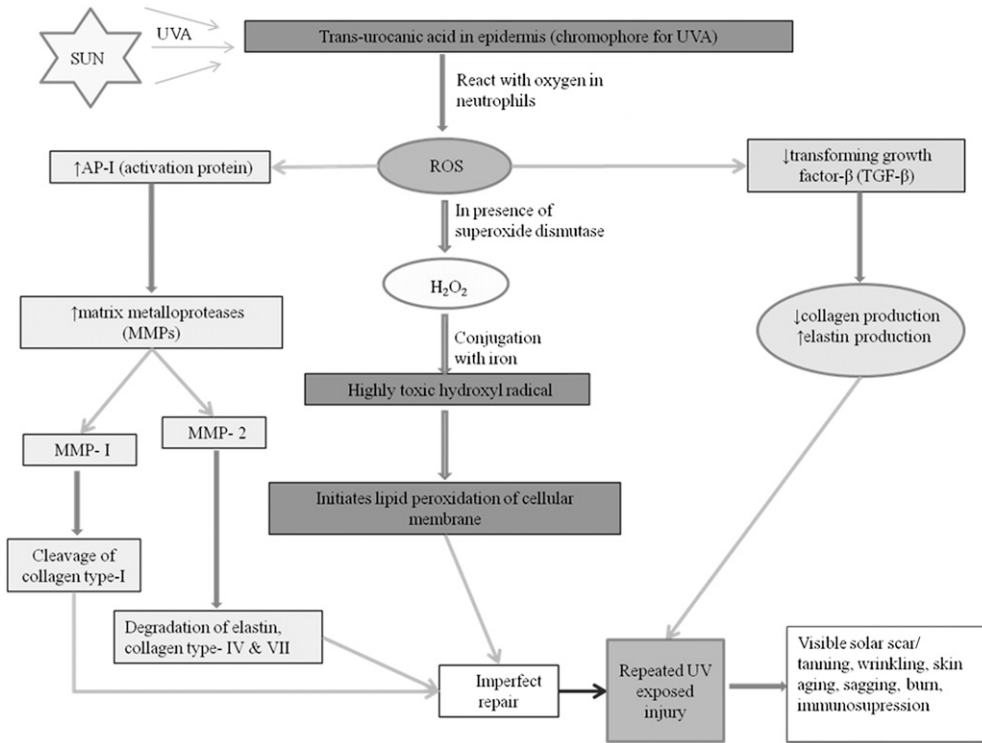 SUN
UVA
Trans-urocanic acid in epidermis (chromophore for UVA)
React with oxygen in
neutrophils
↑AP-I (activation protein)
ROS
↓transforming growth
factor-β (TGF-β)
In presence of
superoxide dismutase
H₂O₂
↑matrix metalloproteases
(MMPs)
↓collagen production
↑elastin production
Conjugation
with iron
Highly toxic hydroxyl radical
MMP- I
MMP- 2
Initiates lipid peroxidation of cellular
membrane
Cleavage of
collagen type-I
Degradation of elastin,
collagen type- IV & VII
Imperfect
repair
Repeated UV
exposed
injury
Visible solar scar/
tanning, wrinkling, skin
aging, sagging, burn,
immunosupression